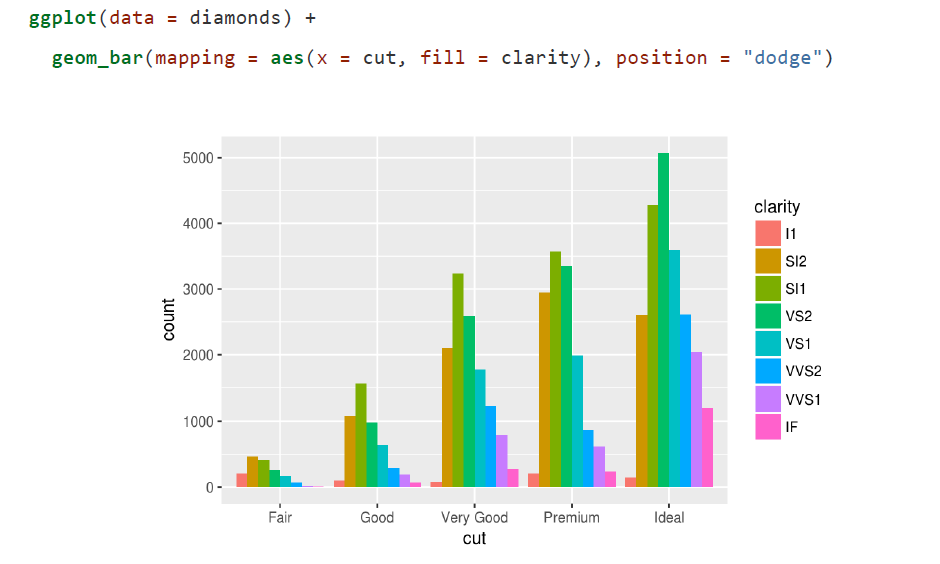 ggplot(data = diamonds) +
geom_bar(mapping = aes(x = cut, fill = clarity), position = "dodge")
5000
4000
3000
2000
1000
0
count
Fair Good Very Good Premium Ideal
cut
clarity
I1
SI2
SI1
VS2
VS1
VVS2
VVS1
IF